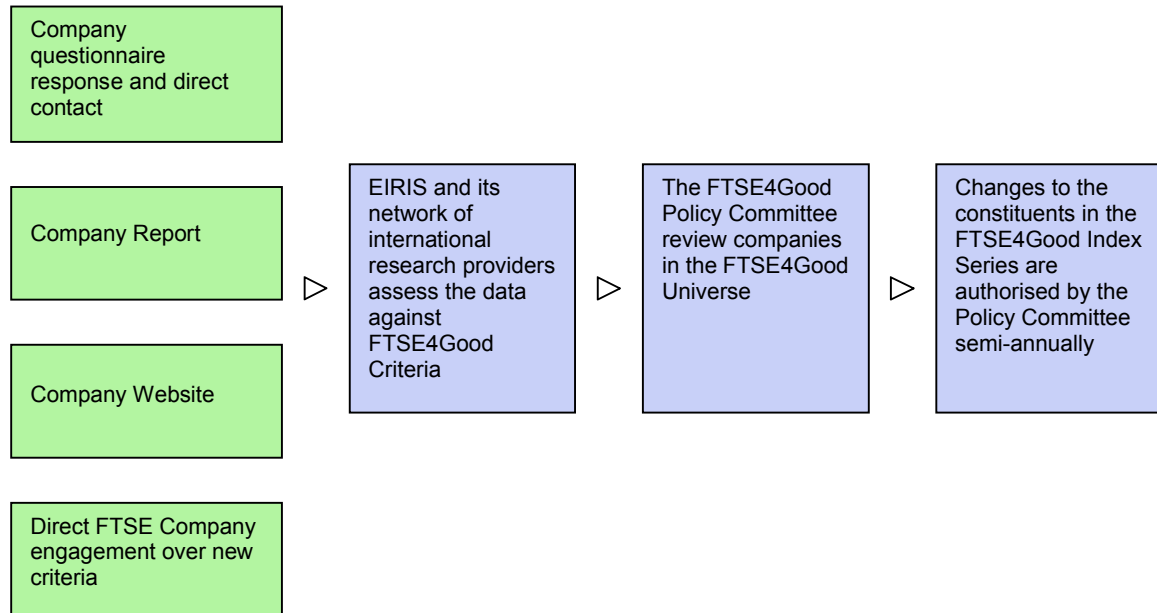 Company
questionnaire
response and direct
contact
Company Report
Company Website
Direct FTSE Company
engagement over new
criteria
EIRIS and its
network of
international
research providers
assess the data
against
FTSE4Good
Criteria
The FTSE4Good
Policy Committee
review companies
in the FTSE4Good
Universe
Changes to the
constituents in the
FTSE4Good Index
Series are
authorised by the
Policy Committee
semi-annually